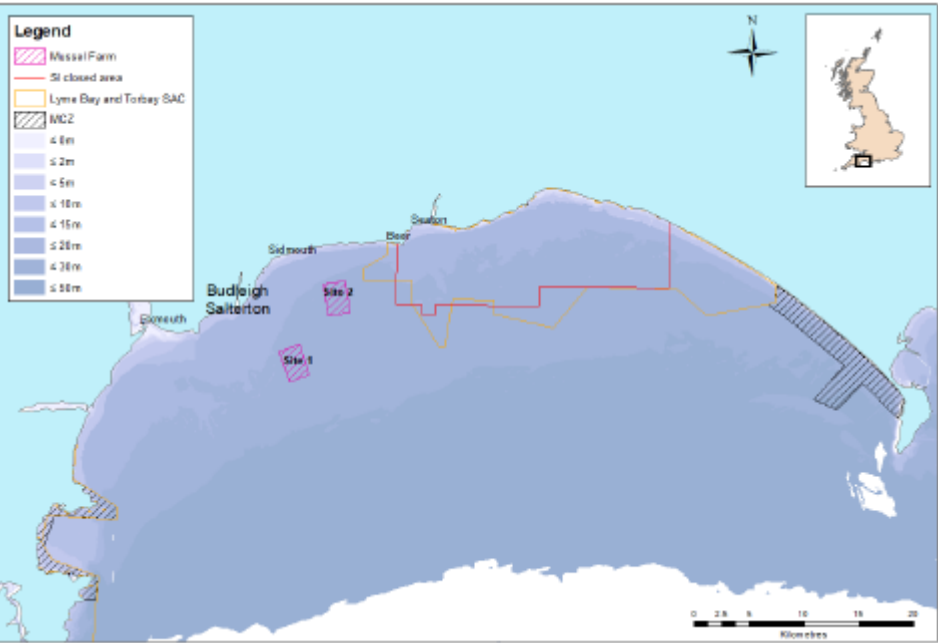 Legend
Mussel Farm
SI closed area
Lyme Bay and Torbay SAC
MCZ
≤ 0m
≤ 2m
≤ 5m
≤ 10m
≤ 15m
≤ 20m
≤ 30m
≤ 50m
N
Seaton
Beer
Sidmouth
Budleigh
Salterton
Site 2
Exmouth
Site 1
0 2.5 5 10 15 20
Kilometres